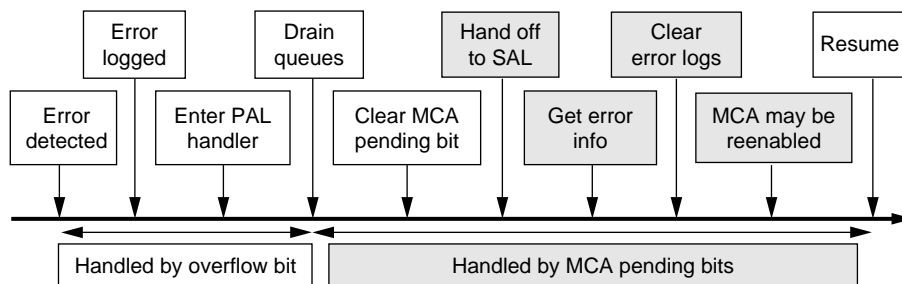 Error
logged
Drain
queues
Hand off
to SAL
Clear
error logs
Resume
Error
detected
Enter PAL
handler
Clear MCA
pending bit
Get error
info
MCA may be
reenabled
Handled by overflow bit
Handled by MCA pending bits